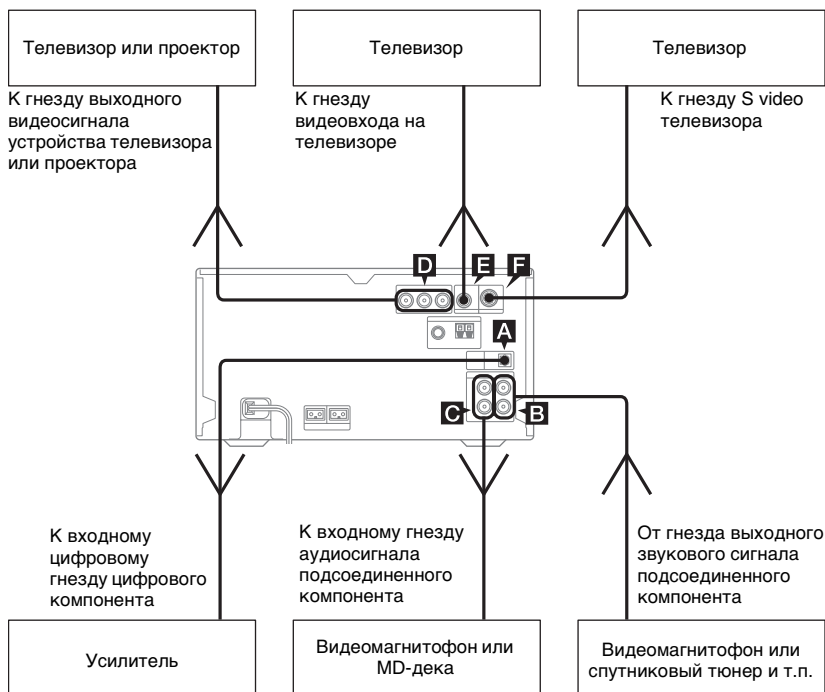 Телевизор или проектор
Телевизор
Телевизор
К гнезду выходного
видеосигнала
устройства телевизора
или проектора
К гнезду
видеовхода на
телевизоре
К гнезду S video
телевизора
D
E
F
A
C
B
К входному
цифровому
гнезду цифрового
компонента
К входному гнезду
аудиосигнала
подсоединенного
компонента
От гнезда выходного
звукового сигнала
подсоединенного
компонента
Усилитель
Видеомагнитофон или
MD-дека
Видеомагнитофон или
спутниковый тюнер и т.п.